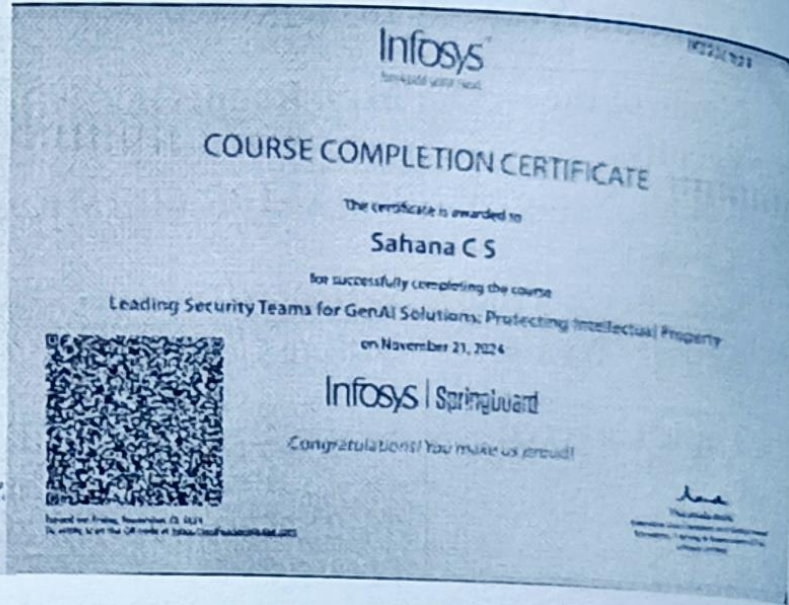 Infosys
COURSE COMPLETION CERTIFICATE
The certificate is awarded to
Sahana C S
for successfully completing the course
Leading Security Teams for GenAI Solutions: Protecting Intellectual Property
on November 21, 2024
Infosys | Springboard
Congratulations! You make us proud!